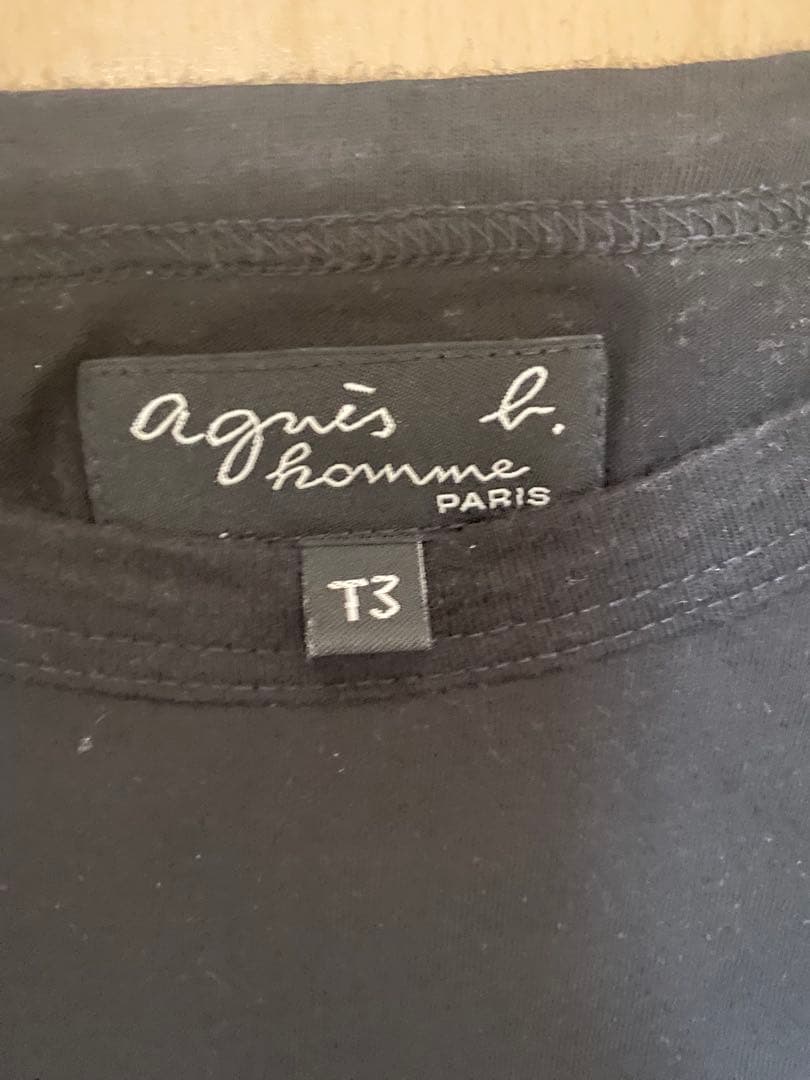 agnès b.
homme
PARIS
T3